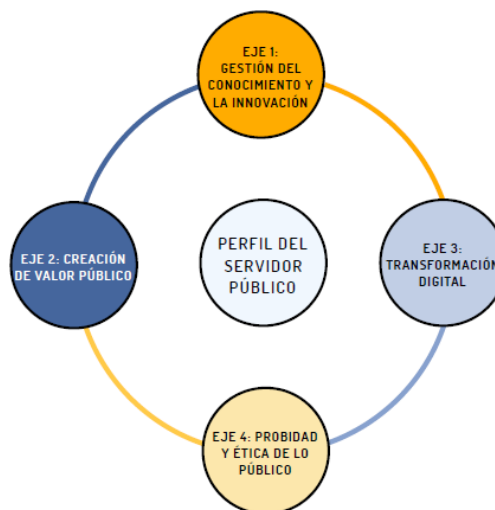 EJE 1:
GESTIÓN DEL
CONOCIMIENTO Y
LA INNOVACIÓN
EJE 2: CREACIÓN
DE VALOR PÚBLICO
PERFIL DEL
SERVIDOR
PÚBLICO
EJE 3:
TRANSFORMACIÓN
DIGITAL
EJE 4: PROBIDAD
Y ÉTICA DE LO
PÚBLICO